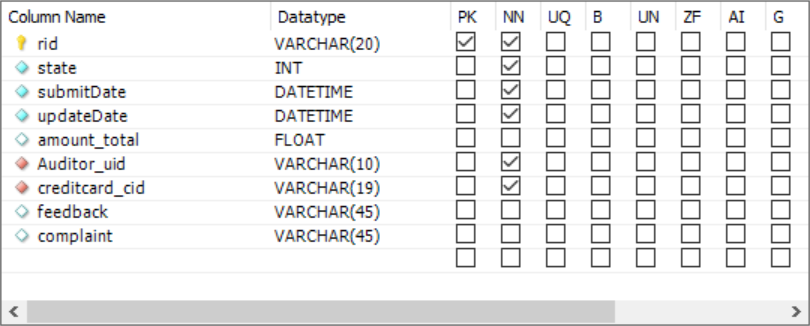 Column Name Datatype PK NN UQ B UN ZF AI G
rid VARCHAR(20)
state INT
submitDate DATETIME
updateDate DATETIME
amount_total FLOAT
Auditor_uid VARCHAR(10)
creditcard_cid VARCHAR(19)
feedback VARCHAR(45)
complaint VARCHAR(45)